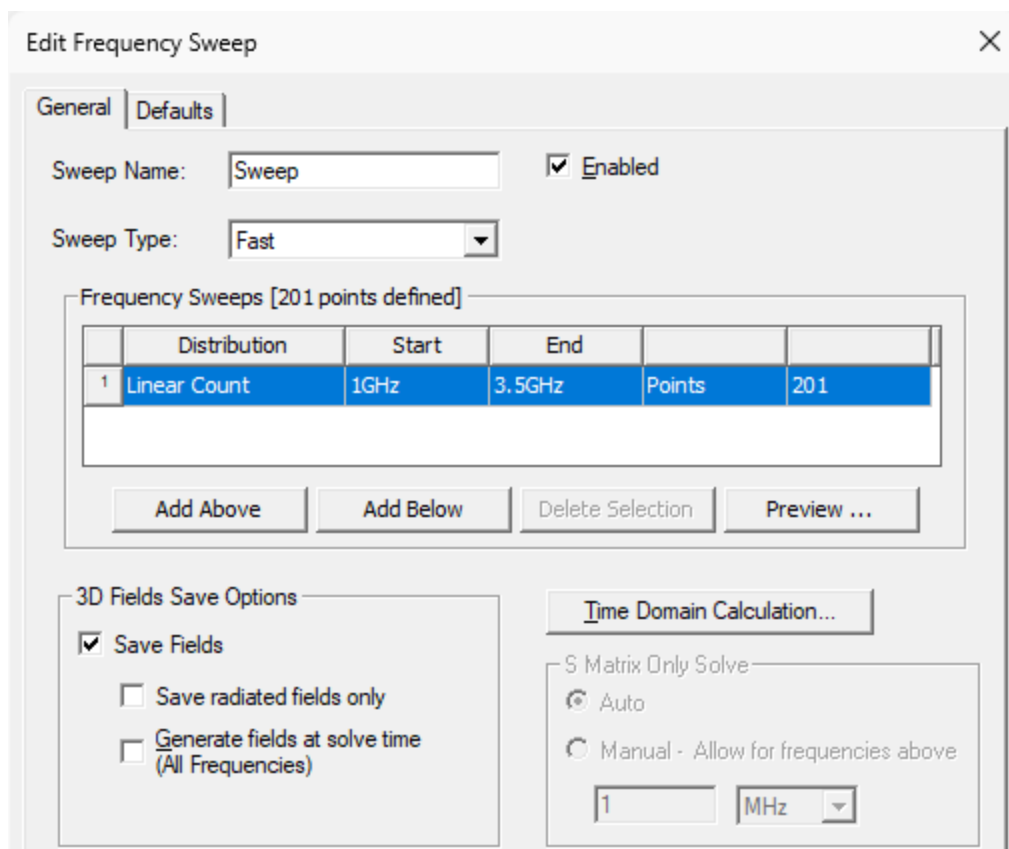 Edit Frequency Sweep
General Defaults
Sweep Name: Sweep Enabled
Sweep Type: Fast
Frequency Sweeps [201 points defined]
Distribution Start End
1 Linear Count 1GHz 3.5GHz Points 201
Add Above Add Below Delete Selection Preview ...
3D Fields Save Options
Save Fields
Save radiated fields only
Generate fields at solve time
(All Frequencies)
Time Domain Calculation...
S Matrix Only Solve
Auto
Manual - Allow for frequencies above
1 MHz